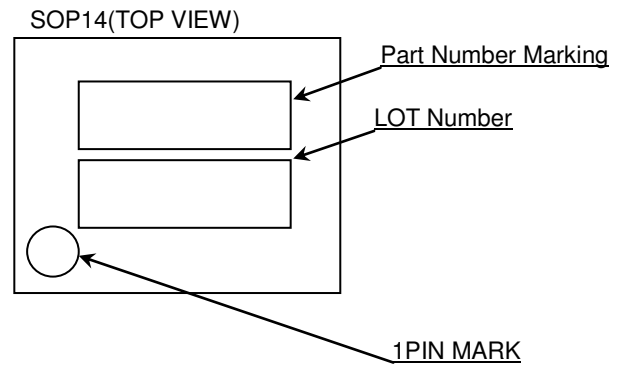 SOP14(TOP VIEW)
Part Number Marking
LOT Number
1PIN MARK